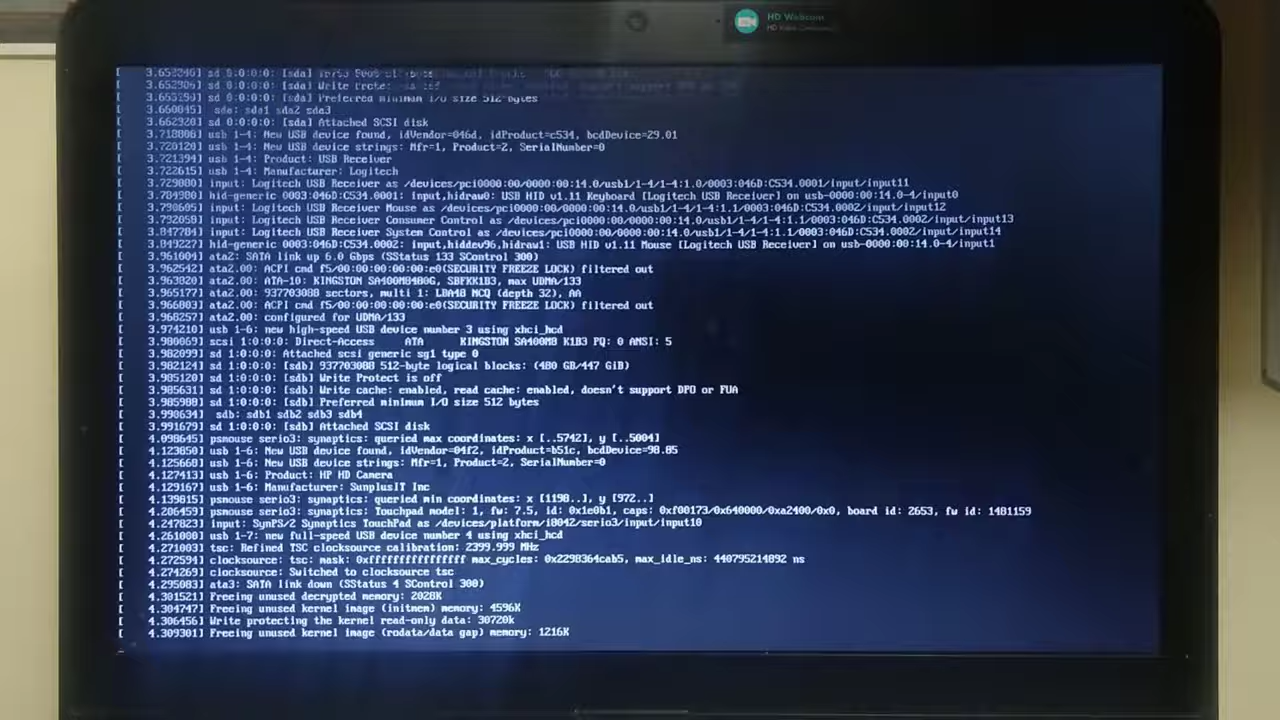 HD Webcam
[    3.653246] sd 0:0:0:0: [sda]
[    3.652986] sd 0:0:0:0: [sda] Write
[    3.655350] sd 0:0:0:0: [sda] Preferred minimum I/O size 512 bytes
[    3.660845]  sda: sda1 sda2 sda3
[    3.662920] sd 0:0:0:0: [sda] Attached SCSI disk
[    3.718806] usb 1-4: New USB device found, idVendor=046d, idProduct=c534, bcdDevice=29.01
[    3.720120] usb 1-4: New USB device strings: Mfr=1, Product=2, SerialNumber=0
[    3.721394] usb 1-4: Product: USB Receiver
[    3.722615] usb 1-4: Manufacturer: Logitech
[    3.729080] input: Logitech USB Receiver as /devices/pci0000:00/0000:00:14.0/usb1/1-4/1-4:1.0/0003:046D:C534.0001/input/input11
[    3.784980] hid-generic 0003:046D:C534.0001: input,hidraw0: USB HID v1.11 Keyboard [Logitech USB Receiver] on usb-0000:00:14.0-4/input0
[    3.790605] input: Logitech USB Receiver Mouse as /devices/pci0000:00/0000:00:14.0/usb1/1-4/1-4:1.1/0003:046D:C534.0002/input/input12
[    3.792059] input: Logitech USB Receiver Consumer Control as /devices/pci0000:00/0000:00:14.0/usb1/1-4/1-4:1.1/0003:046D:C534.0002/input/input13
[    3.847784] input: Logitech USB Receiver System Control as /devices/pci0000:00/0000:00:14.0/usb1/1-4/1-4:1.1/0003:046D:C534.0002/input/input14
[    3.849227] hid-generic 0003:046D:C534.0002: input,hiddev96,hidraw1: USB HID v1.11 Mouse [Logitech USB Receiver] on usb-0000:00:14.0-4/input1
[    3.961004] ata2: SATA link up 6.0 Gbps (SStatus 133 SControl 300)
[    3.962542] ata2.00: ACPI cmd f5/00:00:00:00:00:e0(SECURITY FREEZE LOCK) filtered out
[    3.963820] ata2.00: ATA-10: KINGSTON SA400M8480G, SBFKK1B3, max UDMA/133
[    3.965177] ata2.00: 937703088 sectors, multi 1: LBA48 NCQ (depth 32), AA
[    3.966803] ata2.00: ACPI cmd f5/00:00:00:00:00:e0(SECURITY FREEZE LOCK) filtered out
[    3.968257] ata2.00: configured for UDMA/133
[    3.974210] usb 1-6: new high-speed USB device number 3 using xhci_hcd
[    3.980069] scsi 1:0:0:0: Direct-Access     ATA      KINGSTON SA400M8 K1B3 PQ: 0 ANSI: 5
[    3.982099] sd 1:0:0:0: Attached scsi generic sg1 type 0
[    3.982124] sd 1:0:0:0: [sdb] 937703088 512-byte logical blocks: (480 GB/447 GiB)
[    3.985120] sd 1:0:0:0: [sdb] Write Protect is off
[    3.985631] sd 1:0:0:0: [sdb] Write cache: enabled, read cache: enabled, doesn't support DPO or FUA
[    3.985988] sd 1:0:0:0: [sdb] Preferred minimum I/O size 512 bytes
[    3.990634]  sdb: sdb1 sdb2 sdb3 sdb4
[    3.991679] sd 1:0:0:0: [sdb] Attached SCSI disk
[    4.098645] psmouse serio3: synaptics: queried max coordinates: x [..5742], y [..5004]
[    4.123850] usb 1-6: New USB device found, idVendor=04f2, idProduct=b51c, bcdDevice=98.85
[    4.125660] usb 1-6: New USB device strings: Mfr=1, Product=2, SerialNumber=0
[    4.127413] usb 1-6: Product: HP HD Camera
[    4.129167] usb 1-6: Manufacturer: SunplusIT Inc
[    4.139815] psmouse serio3: synaptics: queried min coordinates: x [1198..], y [972..]
[    4.206459] psmouse serio3: synaptics: Touchpad model: 1, fw: 7.5, id: 0x1e0b1, caps: 0xf00173/0x640000/0xa2400/0x0, board id: 2653, fw id: 1481159
[    4.247823] input: SynPS/2 Synaptics TouchPad as /devices/platform/i8042/serio3/input/input10
[    4.261080] usb 1-7: new full-speed USB device number 4 using xhci_hcd
[    4.271003] tsc: Refined TSC clocksource calibration: 2399.999 MHz
[    4.272594] clocksource: tsc: mask: 0xffffffffffffffff max_cycles: 0x2298364cab5, max_idle_ns: 440795214892 ns
[    4.274269] clocksource: Switched to clocksource tsc
[    4.295083] ata3: SATA link down (SStatus 4 SControl 300)
[    4.301521] Freeing unused decrypted memory: 2028K
[    4.304747] Freeing unused kernel image (initmem) memory: 4596K
[    4.306456] Write protecting the kernel read-only data: 30720k
[    4.309301] Freeing unused kernel image (rodata/data gap) memory: 1216K